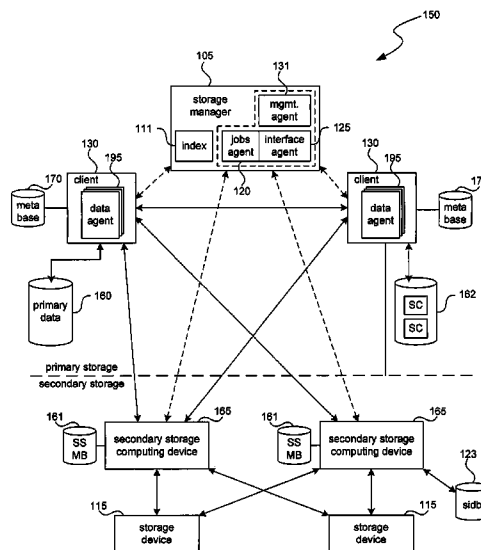 150
105
131
storage
manager
mgmt.
agent
111
index
jobs
agent
interface
agent
125
120
170
130
195
client
data
agent
meta
base
130
195
client
data
agent
meta
base
primary
data
160
SC
SC
162
primary storage
secondary storage
161
SS
MB
165
secondary storage
computing device
161
SS
MB
165
secondary storage
computing device
123
sidb
115
storage
device
115
storage
device